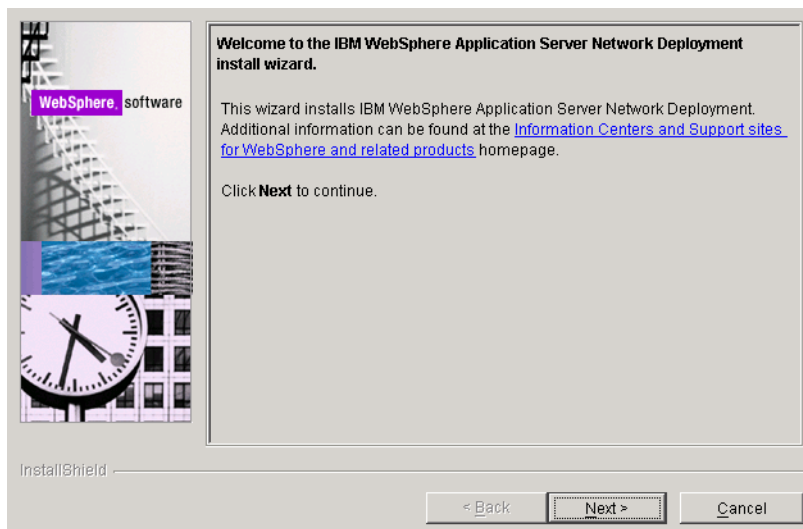 WebSphere. software
Welcome to the IBM WebSphere Application Server Network Deployment
install wizard.
This wizard installs IBM WebSphere Application Server Network Deployment.
Additional information can be found at the Information Centers and Support sites
for WebSphere and related products homepage.
Click Next to continue.
InstallShield
< Back
Next >
Cancel